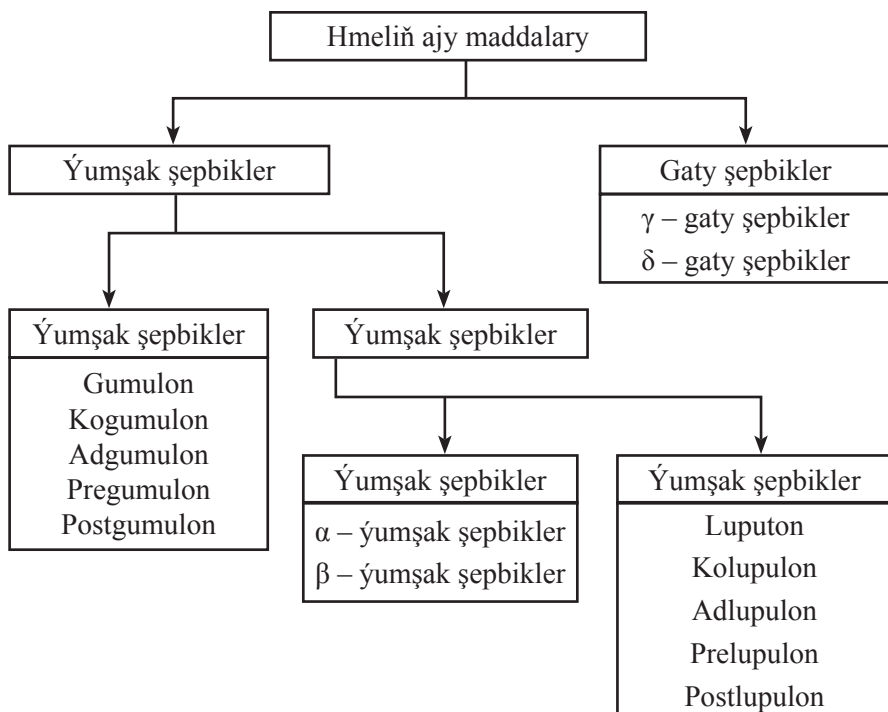 Hmeliň ajy maddalary
Ýumşak şepbikler
Gaty şepbikler
γ – gaty şepbikler
δ – gaty şepbikler
Ýumşak şepbikler
Gumulon
Kogumulon
Adgumulon
Pregumulon
Postgumulon
Ýumşak şepbikler
Ýumşak şepbikler
α – ýumşak şepbikler
β – ýumşak şepbikler
Ýumşak şepbikler
Luputon
Kolupulon
Adlupulon
Prelupulon
Postlupulon